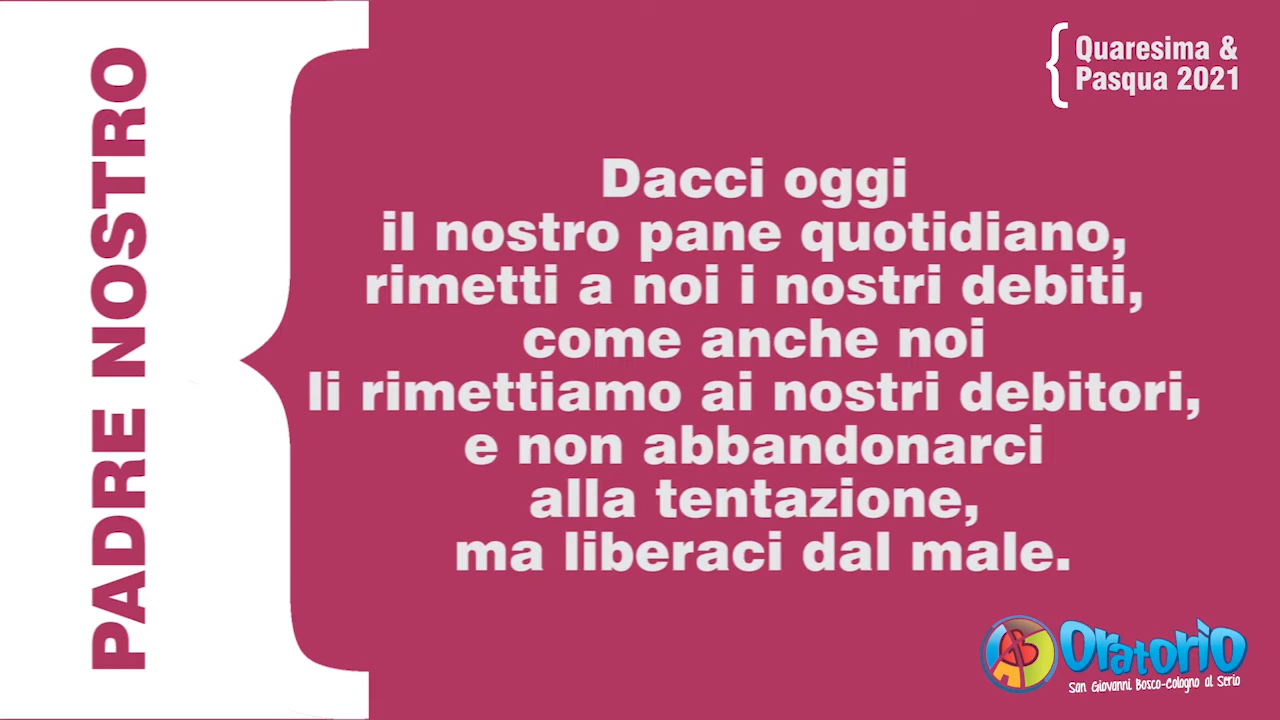 PADRE NOSTRO
Quaresima &
Pasqua 2021
Dacci oggi
il nostro pane quotidiano,
rimetti a noi i nostri debiti,
come anche noi
li rimettiamo ai nostri debitori,
e non abbandonarci
alla tentazione,
ma liberaci dal male.
Oratorio
San Giovanni Bosco-Cologno al Serio